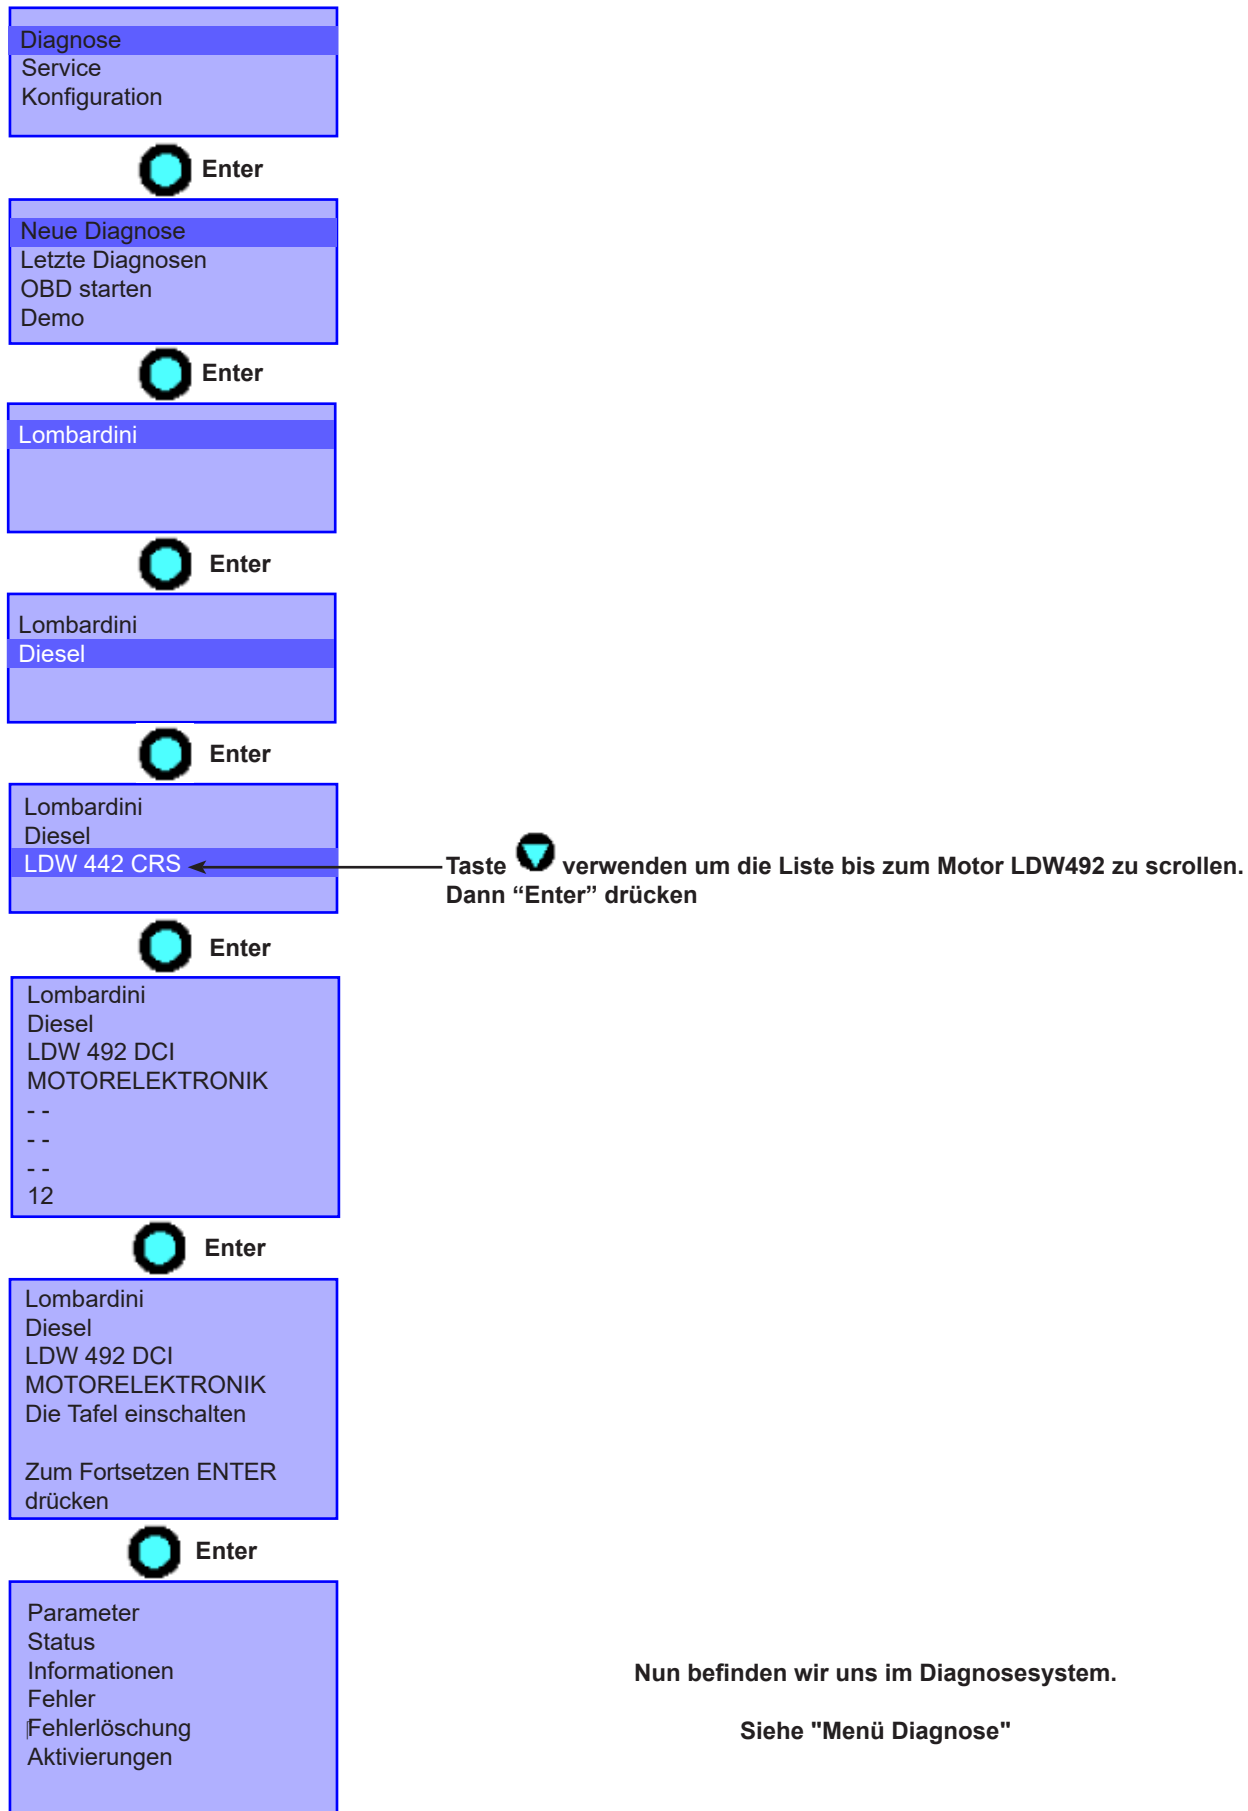 Diagnose
Service
Konfiguration
Enter
Neue Diagnose
Letzte Diagnosen
OBD starten
Demo
Enter
Lombardini
Enter
Lombardini
Diesel
Enter
Lombardini
Diesel
LDW 442 CRS
Taste verwenden um die Liste bis zum Motor LDW492 zu scrollen.
Dann “Enter” drücken
Enter
Lombardini
Diesel
LDW 492 DCI
MOTORELEKTRONIK
- -
- -
- -
12
Enter
Lombardini
Diesel
LDW 492 DCI
MOTORELEKTRONIK
Die Tafel einschalten
Zum Fortsetzen ENTER
drücken
Enter
Parameter
Status
Informationen
Fehler
Fehlerlöschung
Aktivierungen
Nun befinden wir uns im Diagnosesystem.
Siehe "Menü Diagnose"